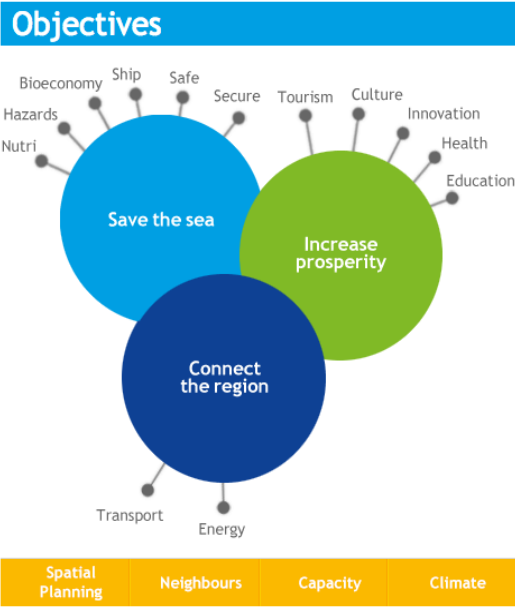 Objectives
Nutri
Hazards
Bioeconomy
Ship
Safe
Secure
Tourism
Culture
Innovation
Health
Education
Save the sea
Increase
prosperity
Connect
the region
Transport
Energy
Spatial
Planning
Neighbours
Capacity
Climate